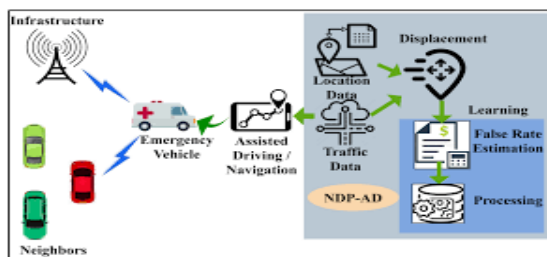 Infrastructure
Displacement
Location
Data
Learning
Emergency
Vehicle
Assisted
Driving /
Navigation
Traffic
Data
$
False Rate
Estimation
NDP-AD
Processing
Neighbors